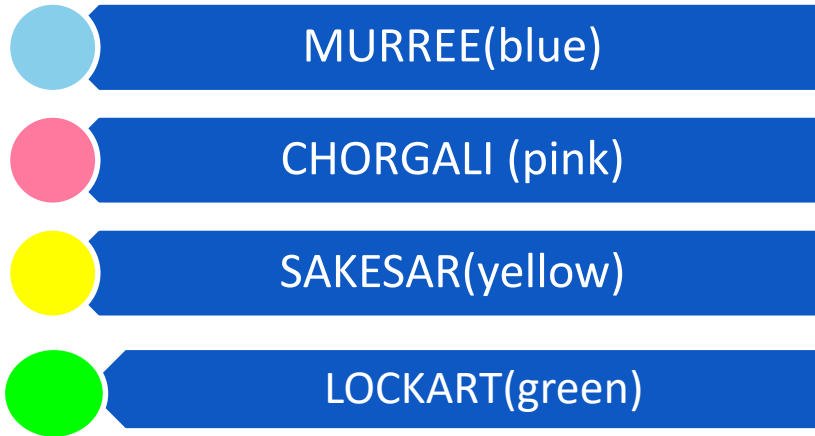 MURREE(blue)
CHORGALI (pink)
SAKESAR(yellow)
LOCKART(green)